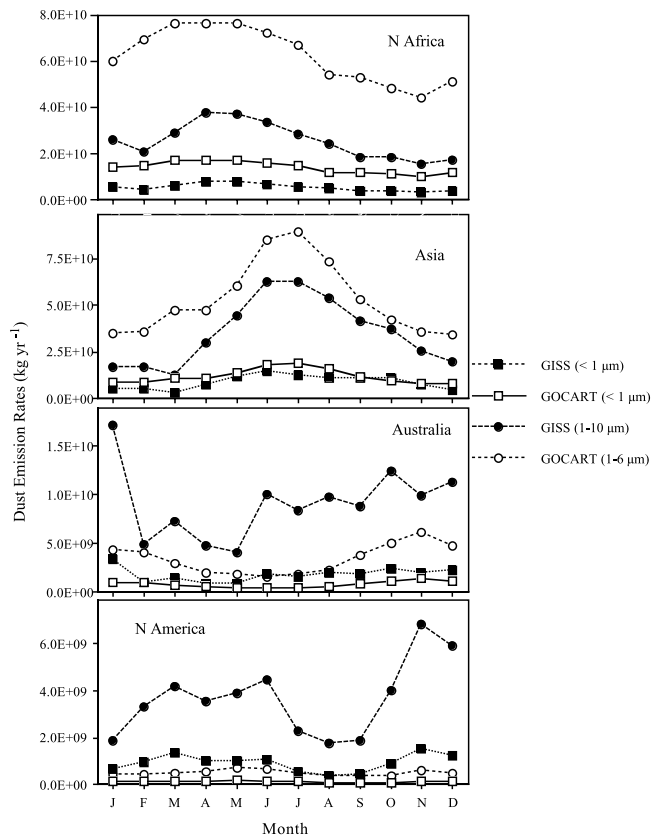 8.0E+10
6.0E+10
4.0E+10
2.0E+10
0.0E+00
N Africa
7.5E+10
5.0E+10
2.5E+10
0.0E+00
Asia
1.5E+10
1.0E+10
5.0E+09
0.0E+00
Australia
6.0E+09
4.0E+09
2.0E+09
0.0E+00
N America
J F M A M J J A S O N D
Month
Dust Emission Rates (kg yr⁻¹)
GISS (< 1 μm)
GOCART (< 1 μm)
GISS (1-10 μm)
GOCART (1-6 μm)